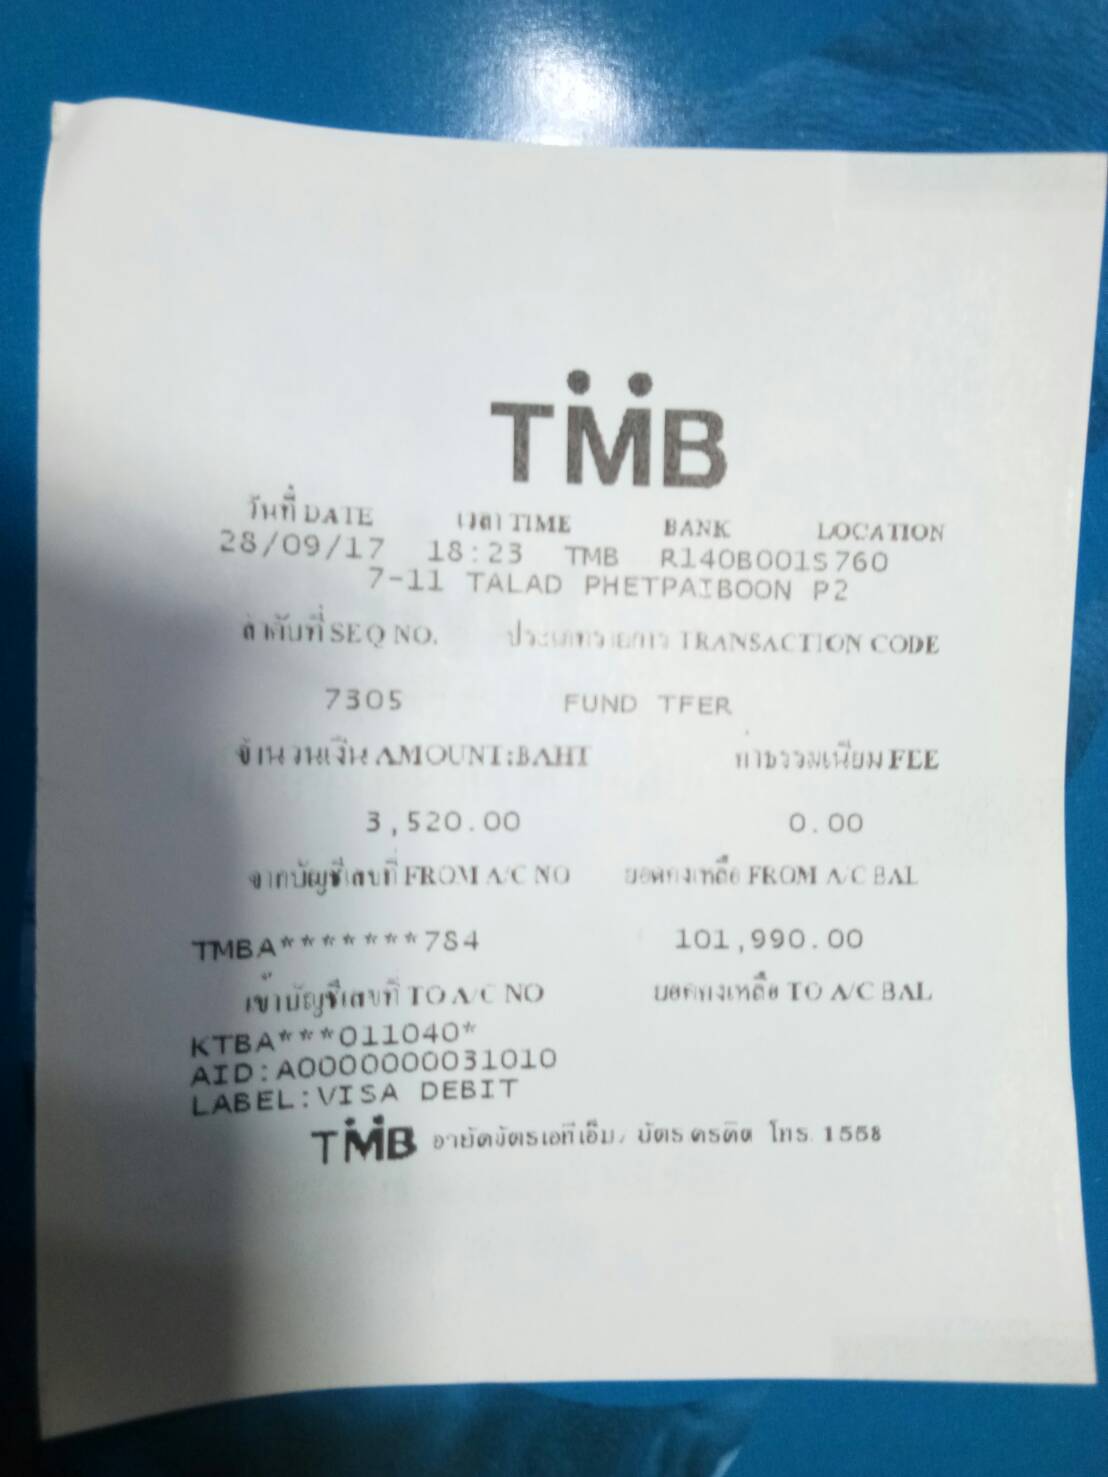 TMB
วันที่ DATE เวลา TIME BANK LOCATION
28/09/17 18:23 TMB R140B001S760
7-11 TALAD PHETPAIBOON P2
ลำดับที่ SEQ NO. ประเภทรายการ TRANSACTION CODE
7305 FUND TFER
จำนวนเงิน AMOUNT:BAHT ค่าธรรมเนียม FEE
3,520.00 0.00
จากบัญชีเลขที่ FROM A/C NO ยอดคงเหลือ FROM A/C BAL
TMBA*******784 101,990.00
เข้าบัญชีเลขที่ TO A/C NO ยอดคงเหลือ TO A/C BAL
KTBA***011040*
AID:A0000000031010
LABEL:VISA DEBIT
TMB อายัดบัตรเอทีเอ็ม/ บัตรเครดิต โทร. 1558